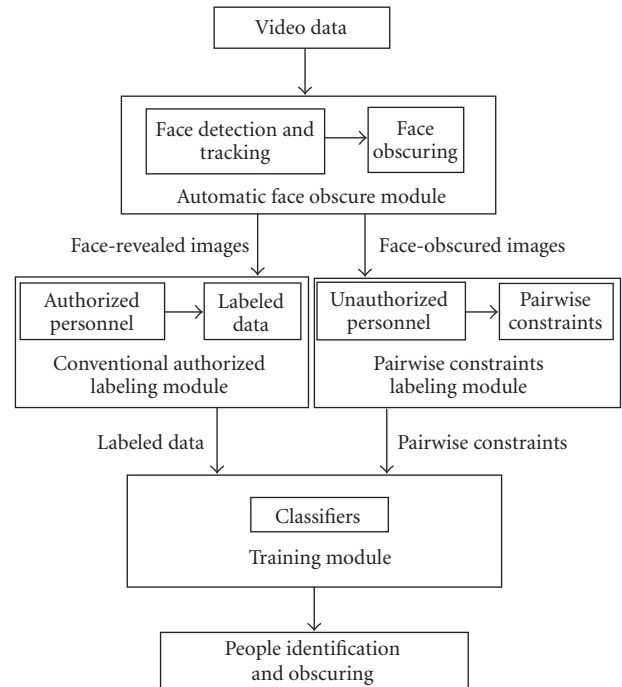 Video data
Face detection and
tracking
Face
obscuring
Automatic face obscure module
Face-revealed images
Face-obscured images
Authorized
personnel
Labeled
data
Conventional authorized
labeling module
Unauthorized
personnel
Pairwise
constraints
Pairwise constraints
labeling module
Labeled data
Pairwise constraints
Classifiers
Training module
People identification
and obscuring